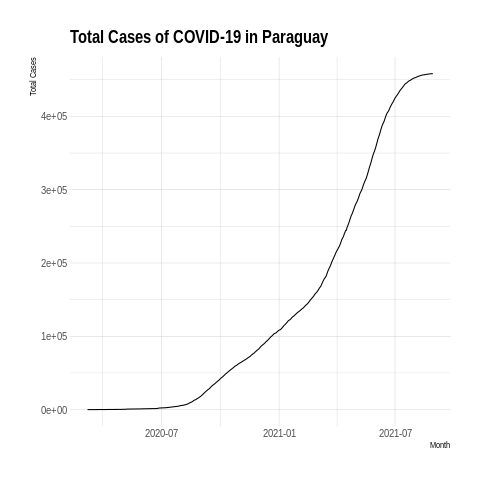 Total Cases of COVID-19 in Paraguay
Total Cases
4e+05
3e+05
2e+05
1e+05
0e+00
2020-07
2021-01
2021-07
Month